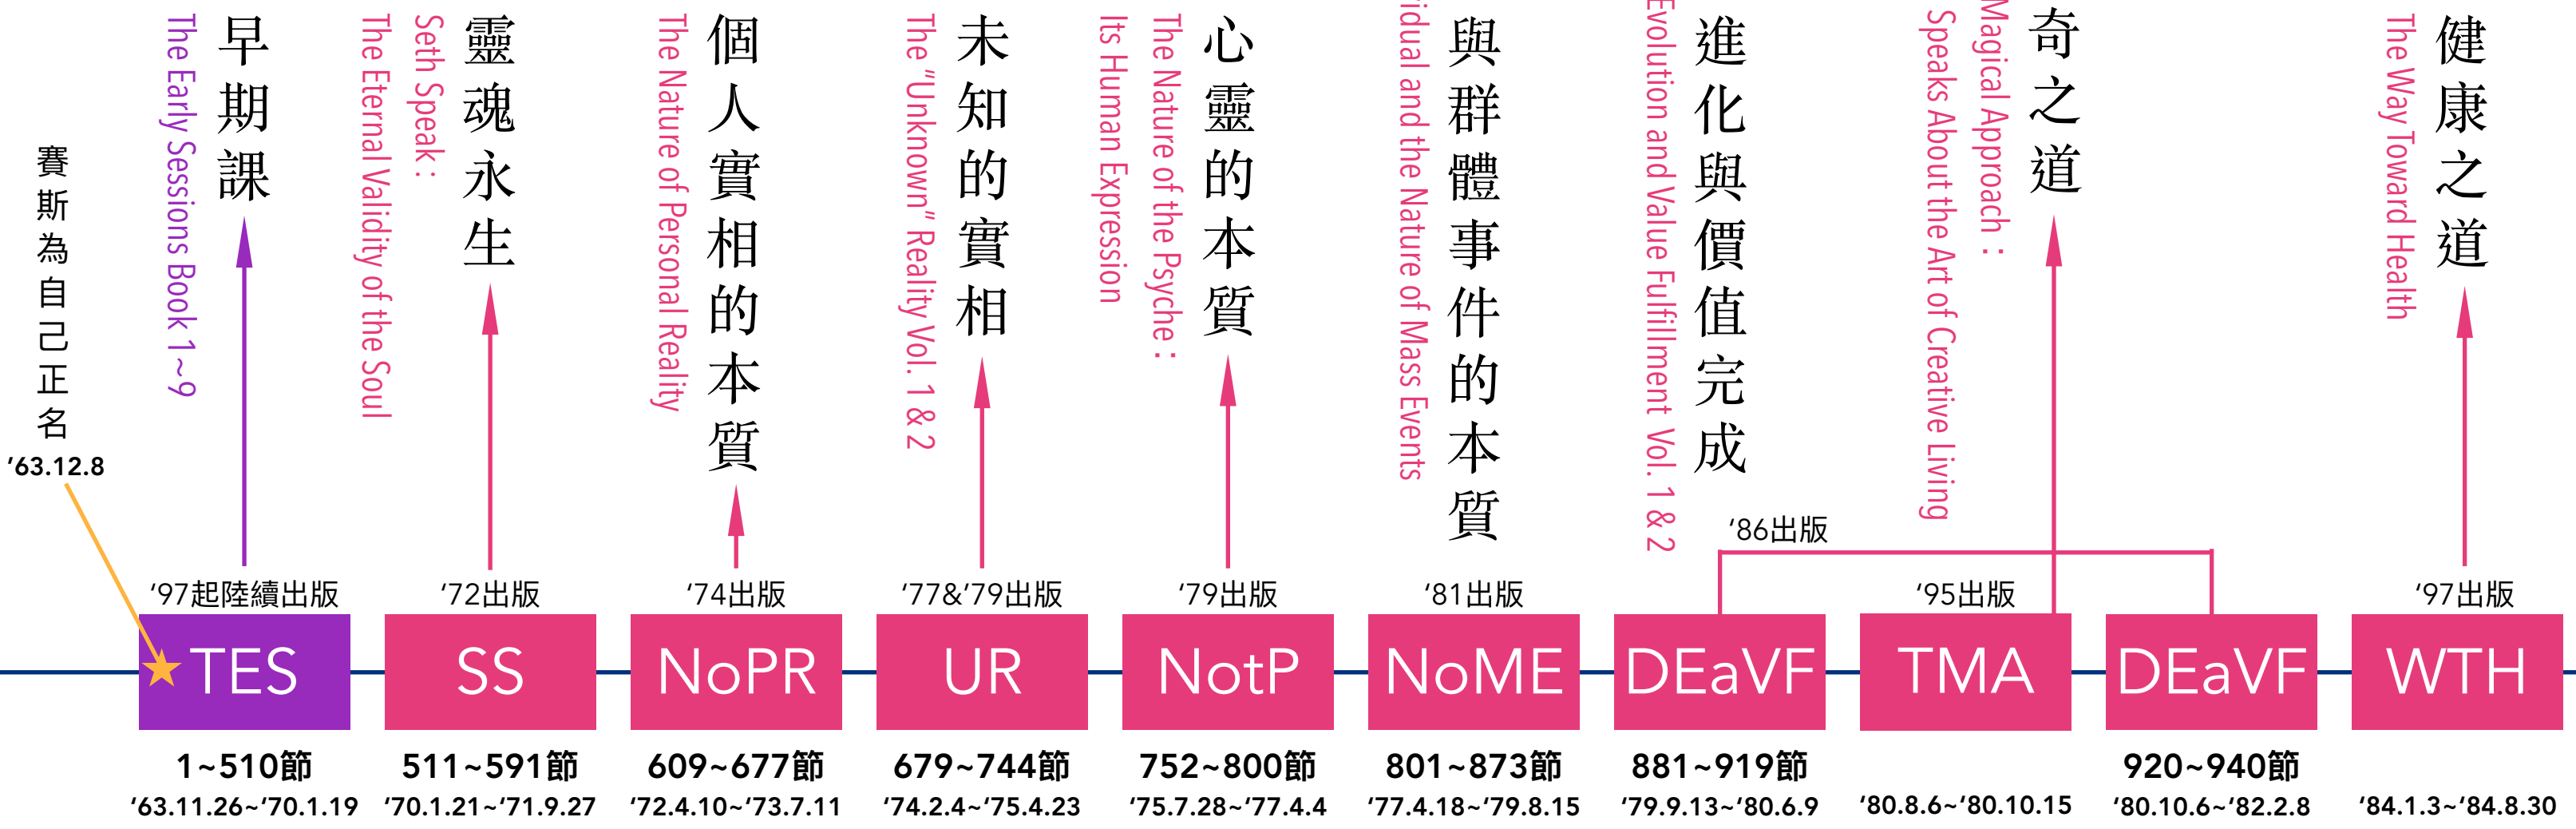 賽斯為自己正名
’63.12.8
早期課
The Early Sessions Book 1~9
靈魂永生
Seth Speak :
The Eternal Validity of the Soul
個人實相的本質
The Nature of Personal Reality
未知的實相
The “Unknown” Reality Vol. 1 & 2
心靈的本質
The Nature of the Psyche :
Its Human Expression
與群體事件的本質
idual and the Nature of Mass Events
進化與價值完成
Evolution and Value Fulfillment Vol. 1 & 2
奇之道
Magical Approach :
Speaks About the Art of Creative Living
健康之道
The Way Toward Health
‘86出版
‘97起陸續出版
‘72出版
‘74出版
‘77&‘79出版
‘79出版
‘81出版
‘95出版
‘97出版
TES
SS
NoPR
UR
NotP
NoME
DEaVF
TMA
DEaVF
WTH
1~510節
511~591節
609~677節
679~744節
752~800節
801~873節
881~919節
920~940節
‘63.11.26~‘70.1.19
‘70.1.21~‘71.9.27
‘72.4.10~‘73.7.11
‘74.2.4~‘75.4.23
‘75.7.28~‘77.4.4
‘77.4.18~‘79.8.15
‘79.9.13~‘80.6.9
‘80.8.6~‘80.10.15
‘80.10.6~‘82.2.8
‘84.1.3~‘84.8.30